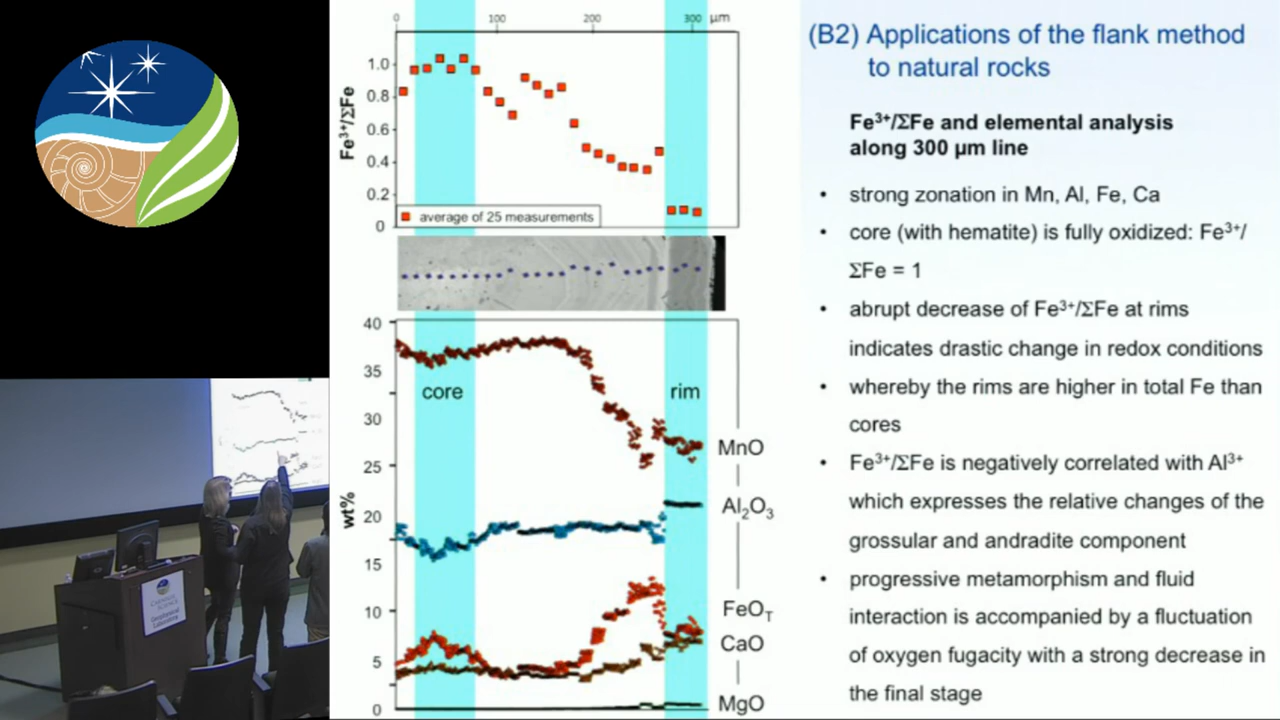 0 100 200 300 µm
Fe³⁺/ΣFe
1.0
0.8
0.6
0.4
0.2
0
average of 25 measurements
40
35
30
25
20
15
10
5
0
wt%
core
rim
MnO
Al₂O₃
FeO_T
CaO
MgO
(B2) Applications of the flank method
to natural rocks
Fe³⁺/ΣFe and elemental analysis
along 300 µm line
• strong zonation in Mn, Al, Fe, Ca
• core (with hematite) is fully oxidized: Fe³⁺/
ΣFe = 1
• abrupt decrease of Fe³⁺/ΣFe at rims
indicates drastic change in redox conditions
• whereby the rims are higher in total Fe than
cores
• Fe³⁺/ΣFe is negatively correlated with Al³⁺
which expresses the relative changes of the
grossular and andradite component
• progressive metamorphism and fluid
interaction is accompanied by a fluctuation
of oxygen fugacity with a strong decrease in
the final stage
CARNEGIE
SCIENCE
Geophysical
Laboratory